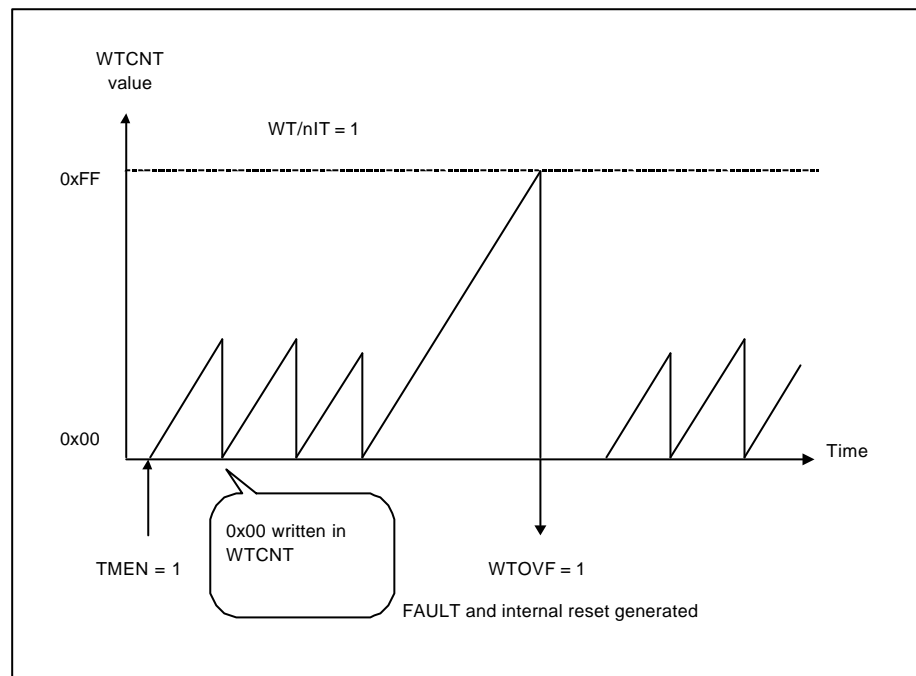 WTCNT
value
WT/nIT = 1
0xFF
0x00
Time
0x00 written in
WTCNT
TMEN = 1
WTOVF = 1
FAULT and internal reset generated